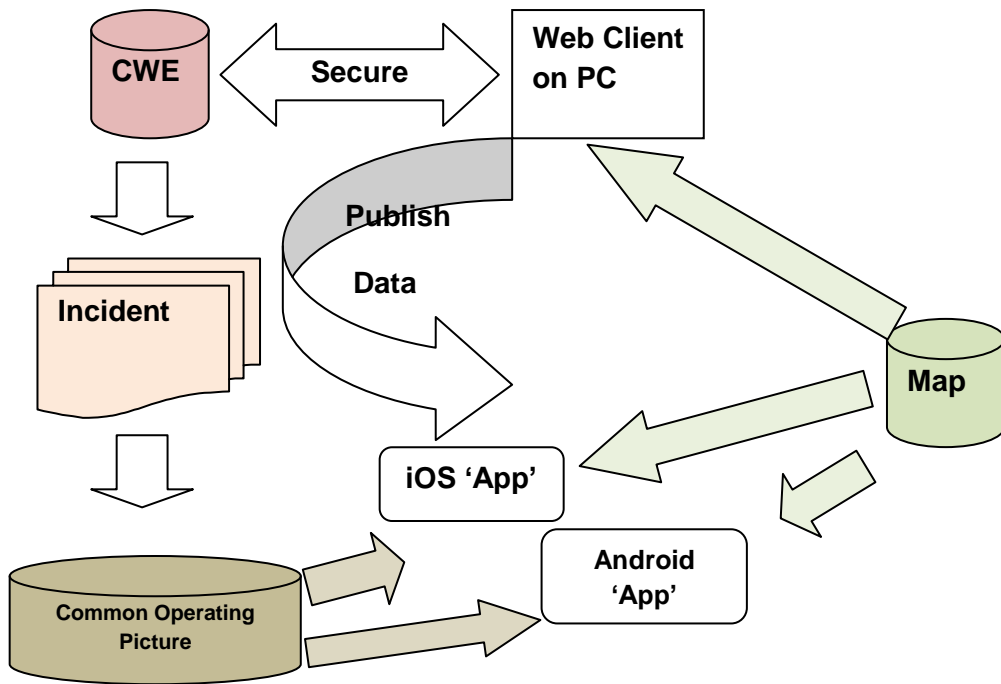 CWE
Secure
Web Client
on PC
Publish
Data
Incident
Map
iOS ‘App’
Android
‘App’
Common Operating
Picture